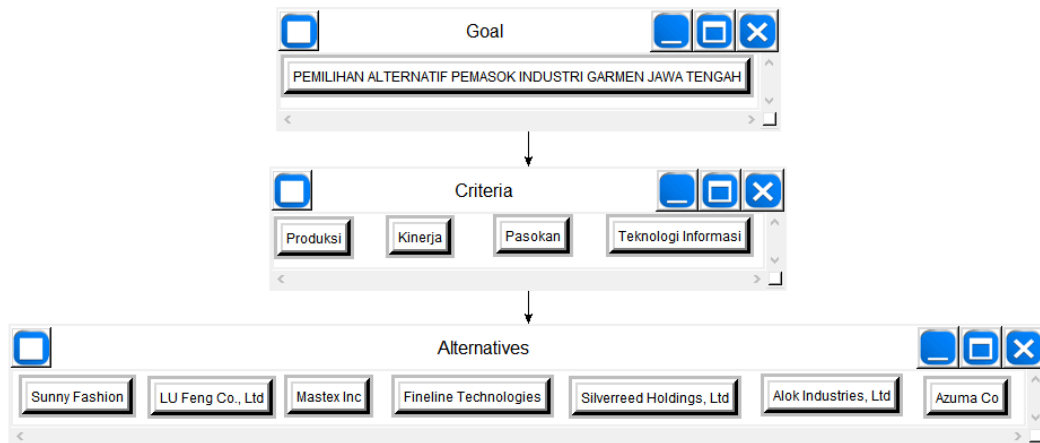 Goal
PEMILIHAN ALTERNATIF PEMASOK INDUSTRI GARMEN JAWA TENGAH
Criteria
Produksi
Kinerja
Pasokan
Teknologi Informasi
Alternatives
Sunny Fashion
LU Feng Co., Ltd
Mastex Inc
Fineline Technologies
Silverreed Holdings, Ltd
Alok Industries, Ltd
Azuma Co